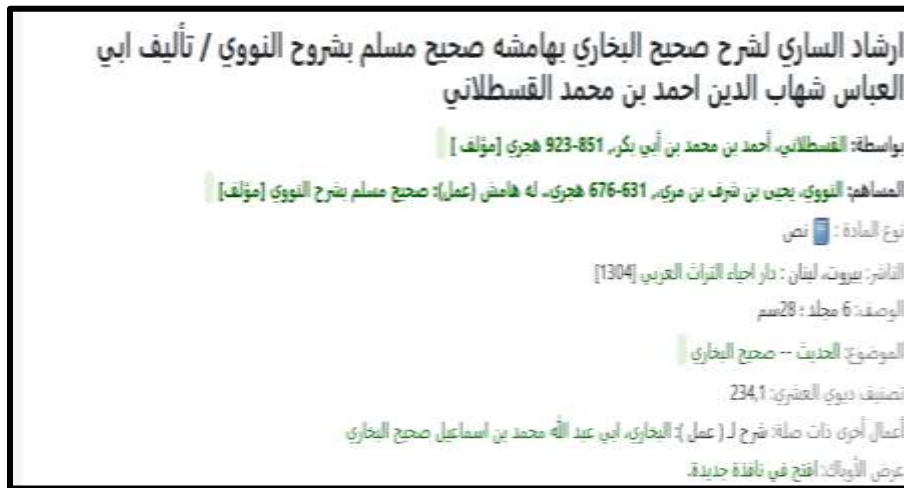 ارشاد الساري لشرح صحيح البخاري بهامشه صحيح مسلم بشروح النووي / تأليف ابي
العباس شهاب الدين احمد بن محمد القسطلاني
بواسطة: القسطلاني، أحمد بن محمد بن أبي بكر، 851-923 هجري [مؤلف ]
المساهم: النووي، يحيى بن شرف بن مري، 631-676 هجري، له هامش (عمل): صحيح مسلم بشرح النووي [مؤلف]
نوع المادة : نص
الناشر: بيروت، لبنان : دار احياء التراث العربي [1304]
الوصف: 6 مجلد ؛ 28سم
الموضوع: الحديث -- صحيح البخاري
تصنيف ديوي العشري: 234,1
أعمال أخرى ذات صلة: شرح لـ ( عمل ): البخاري، ابي عبد الله محمد بن اسماعيل صحيح البخاري
عرض الأوباك: افتح في نافذة جديدة.